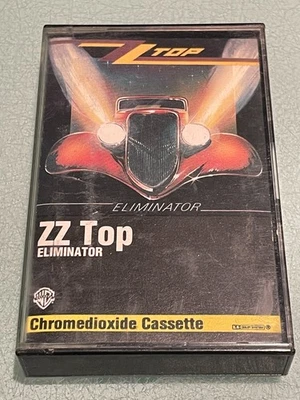 ZZ TOP
ELIMINATOR
ZZ Top
ELIMINATOR
Chromedioxide Cassette